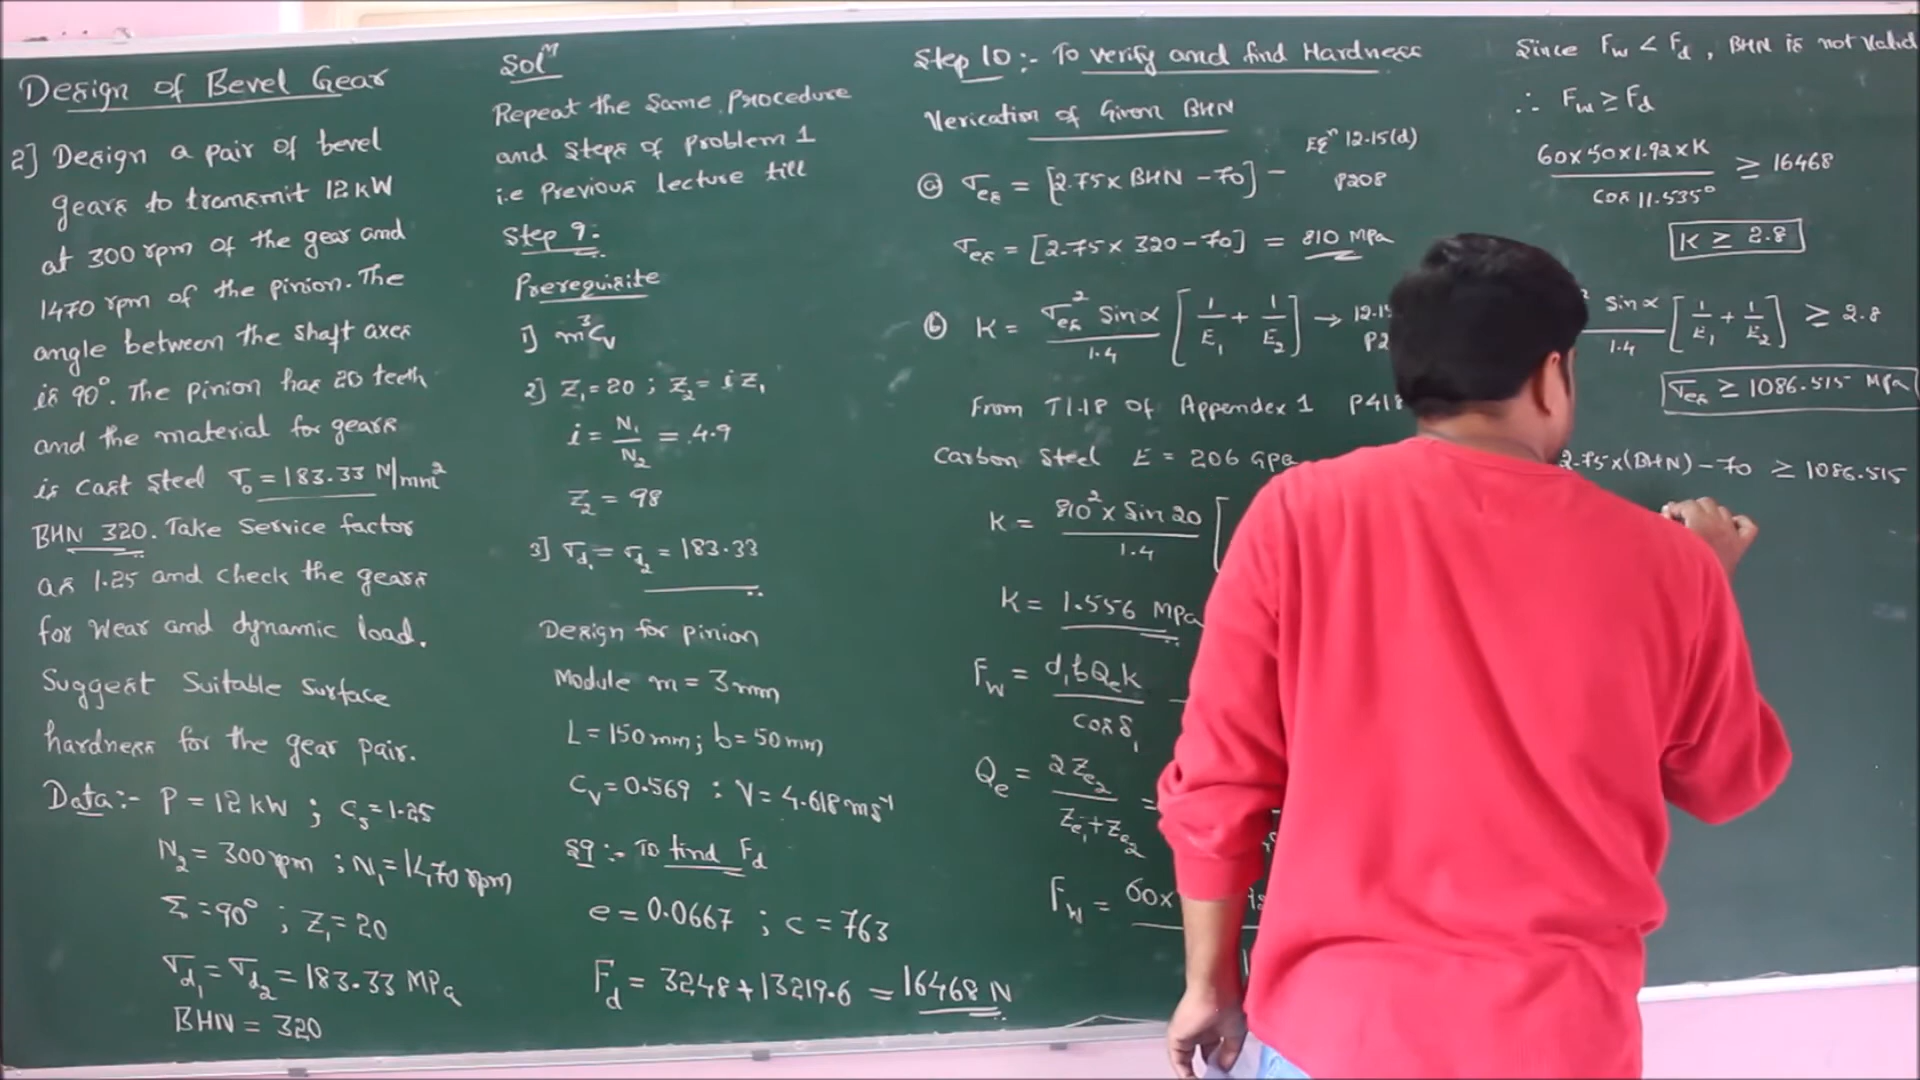 Design of Bevel Gear
2] Design a pair of bevel
gears to transmit 12 kW
at 300 rpm of the gear and
1470 rpm of the pinion. The
angle between the shaft axes
is 90°. The pinion has 20 teeth
and the material for gears
is Cast Steel σ₀ = 183.33 N/mm²
BHN 320. Take Service factor
as 1.25 and check the gears
for Wear and dynamic load.
Suggest Suitable Surface
hardness for the gear pair.
Data:- P = 12 kW ; Cs = 1.25
N₂ = 300 rpm ; N₁ = 1470 rpm
Σ = 90° ; Z₁ = 20
σd₁ = σd₂ = 183.33 MPa
BHN = 320
Solⁿ
Repeat the Same Procedure
and Steps of problem 1
i.e Previous lecture till
Step 9:
Prerequisite
1] m³Cv
2] Z₁ = 20 ; Z₂ = i Z₁
i = N₁/N₂ = 4.9
Z₂ = 98
3] σd₁ = σd₂ = 183.33
Design for pinion
Module m = 3mm
L = 150mm; b = 50mm
Cv = 0.569 : V = 4.618 ms⁻¹
S9 :- To find Fd
e = 0.0667 ; c = 763
Fd = 3248 + 13219.6 = 16468 N
Step 10:- To verify and find Hardness
Verication of Given BHN
ⓐ σes = [2.75 x BHN - 70] - Eqⁿ 12.15(d)
P208
σes = [2.75 x 320 - 70] = 810 MPa
ⓑ K = σes² Sinα / 1.4 [1/E₁ + 1/E₂] →
From T1.18 Of Appendex 1
Carbon Steel E = 206 GPa
K = 810² x Sin 20 / 1.4 [
K = 1.556 MPa
Fw = d₁bQeK / cosδ₁
Qe = 2Ze₂ / Ze₁+Ze₂ =
Fw = 60x
Since Fw < Fd , BHN is not Valid
∴ Fw ≥ Fd
60 x 50 x 1.92 x K / Cos 11.535° ≥ 16468
K ≥ 2.8
Sinα / 1.4 [1/E₁ + 1/E₂] ≥ 2.8
σes ≥ 1086.515 MPa
2.75 x (BHN) - 70 ≥ 1086.515